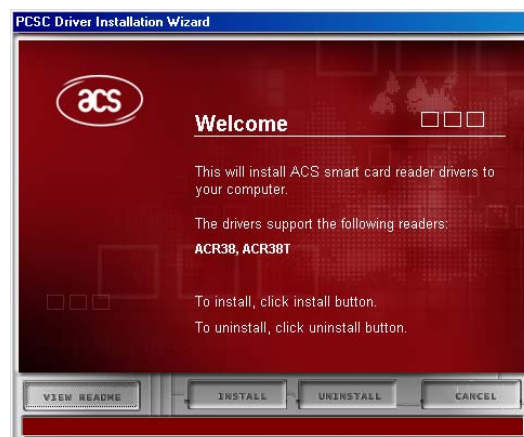 PCSC Driver Installation Wizard
acs
Welcome
This will install ACS smart card reader drivers to
your computer.
The drivers support the following readers:
ACR38, ACR38T
To install, click install button.
To uninstall, click uninstall button.
VIEW README
INSTALL
UNINSTALL
CANCEL